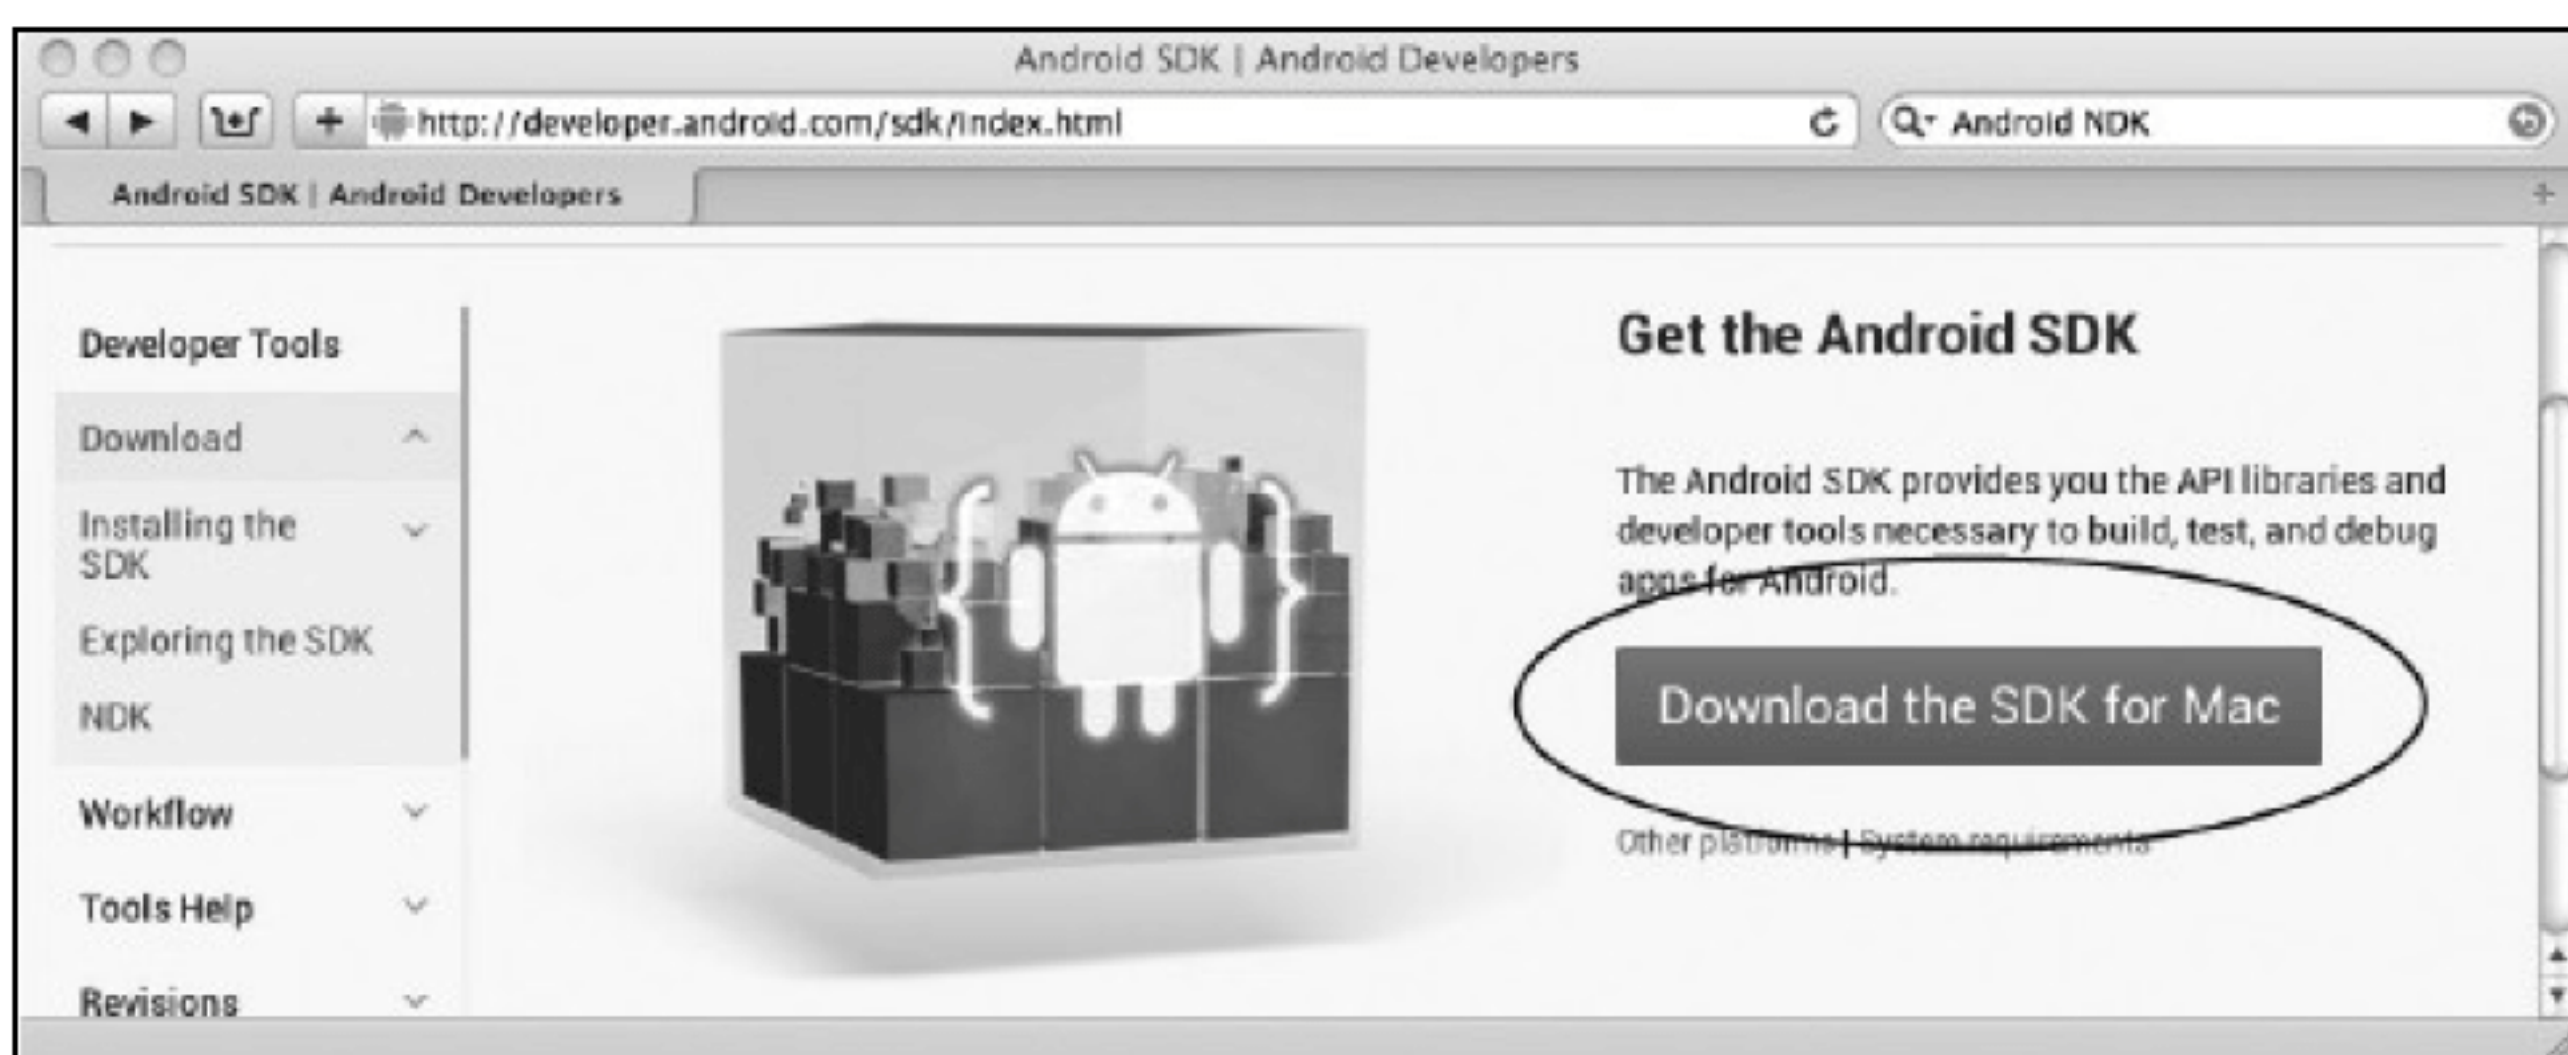 Android SDK | Android Developers
http://developer.android.com/sdk/index.html
Android NDK
Android SDK | Android Developers
Developer Tools
Download
Installing the
SDK
Exploring the SDK
NDK
Workflow
Tools Help
Revisions
Get the Android SDK
The Android SDK provides you the API libraries and
developer tools necessary to build, test, and debug
apps for Android.
Download the SDK for Mac
Other platforms | System requirements